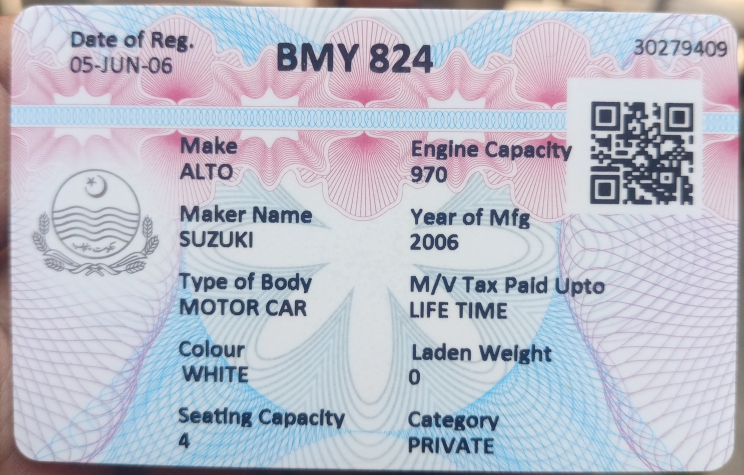 Date of Reg.
05-JUN-06
BMY 824
30279409
Make
ALTO
Engine Capacity
970
Maker Name
SUZUKI
Year of Mfg
2006
Type of Body
MOTOR CAR
M/V Tax Paid Upto
LIFE TIME
Colour
WHITE
Laden Weight
0
Seating Capacity
4
Category
PRIVATE